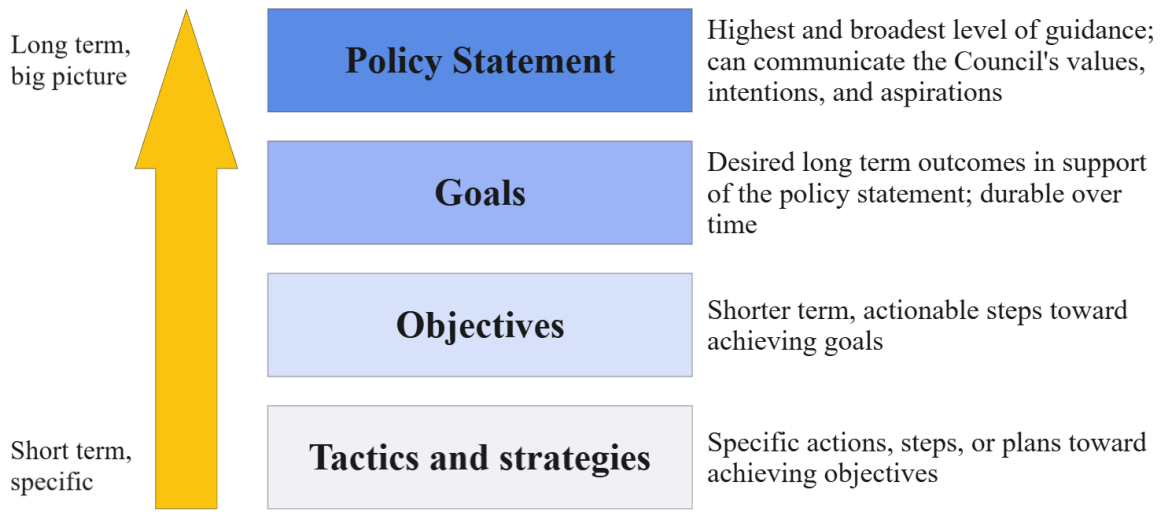 Long term,
big picture
Policy Statement
Highest and broadest level of guidance;
can communicate the Council's values,
intentions, and aspirations
Goals
Desired long term outcomes in support
of the policy statement; durable over
time
Objectives
Shorter term, actionable steps toward
achieving goals
Short term,
specific
Tactics and strategies
Specific actions, steps, or plans toward
achieving objectives